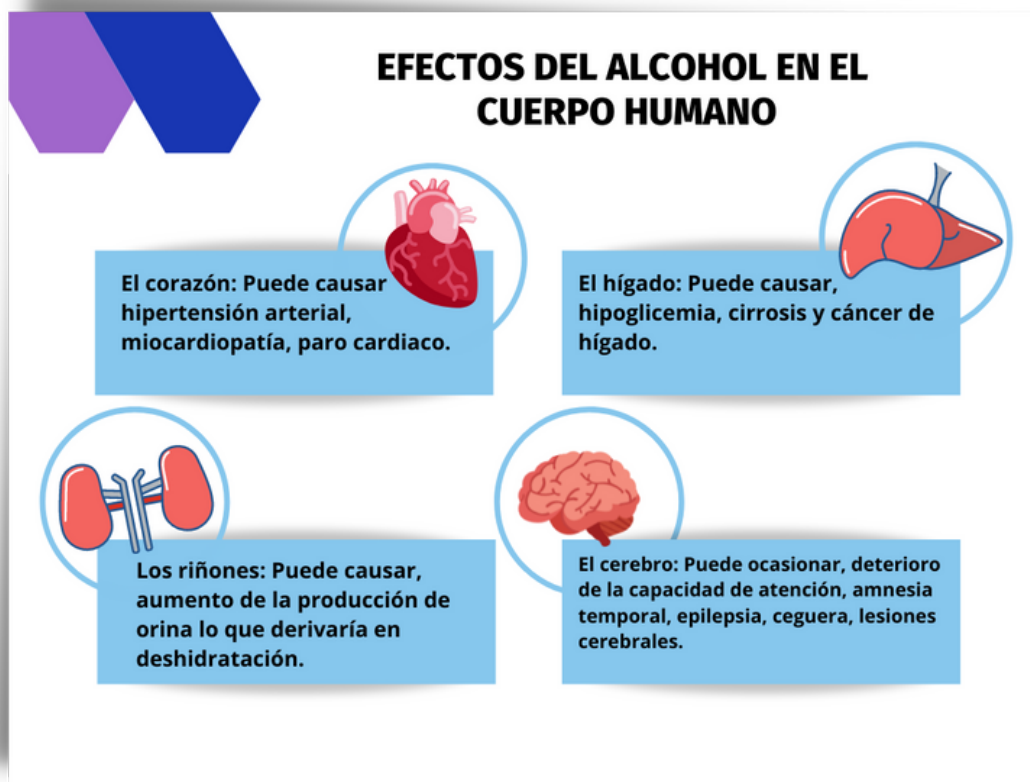 EFECTOS DEL ALCOHOL EN EL
CUERPO HUMANO
El corazón: Puede causar
hipertensión arterial,
miocardiopatía, paro cardiaco.
El hígado: Puede causar,
hipoglicemia, cirrosis y cáncer de
hígado.
Los riñones: Puede causar,
aumento de la producción de
orina lo que derivaría en
deshidratación.
El cerebro: Puede ocasionar, deterioro
de la capacidad de atención, amnesia
temporal, epilepsia, ceguera, lesiones
cerebrales.